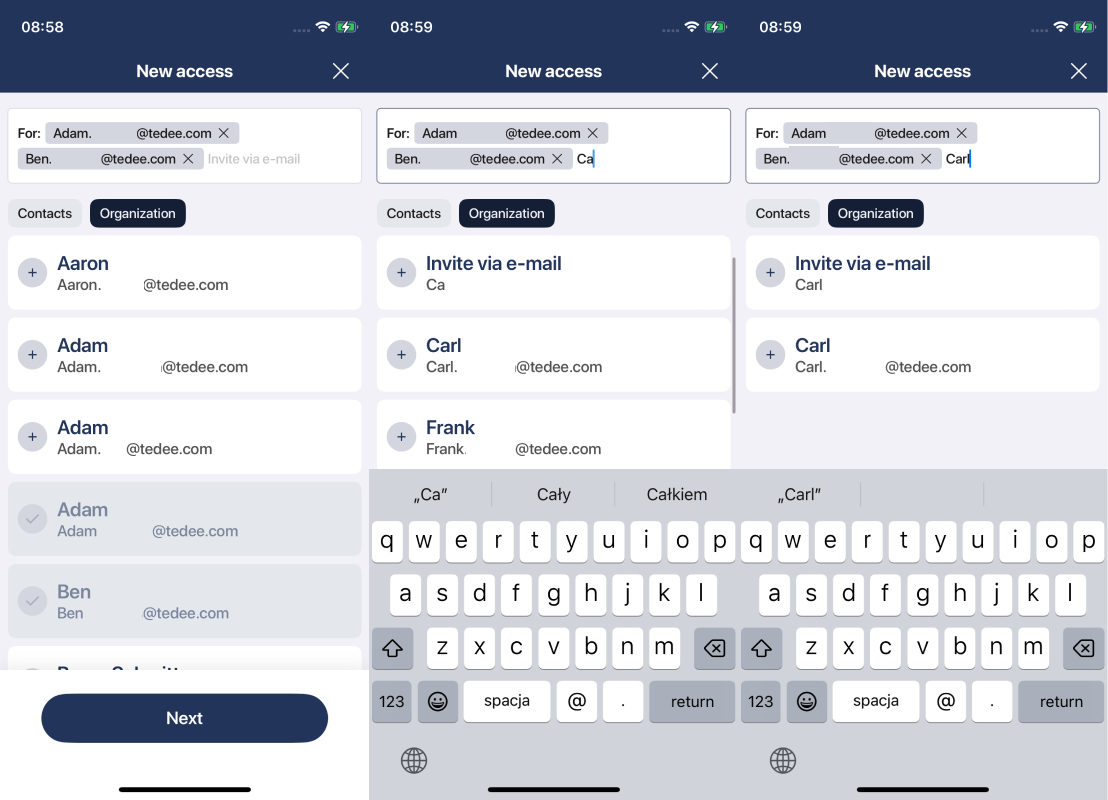 08:58
New access
For: Adam. @tedee.com
Ben. @tedee.com Invite via e-mail
Contacts Organization
Aaron
Aaron. @tedee.com
Adam
Adam. @tedee.com
Adam
Adam. @tedee.com
Adam
Adam @tedee.com
Ben
Ben @tedee.com
Next
08:59
New access
For: Adam @tedee.com
Ben. @tedee.com Ca
Contacts Organization
Invite via e-mail
Ca
Carl
Carl. @tedee.com
Frank
Frank. @tedee.com
„Ca” Cały Całkiem
q w e r t y u i o p
a s d f g h j k l
z x c v b n m
123 spacja @ . return
08:59
New access
For: Adam @tedee.com
Ben. @tedee.com Carl
Contacts Organization
Invite via e-mail
Carl
Carl
Carl. @tedee.com
„Carl”
q w e r t y u i o p
a s d f g h j k l
z x c v b n m
123 spacja @ . return